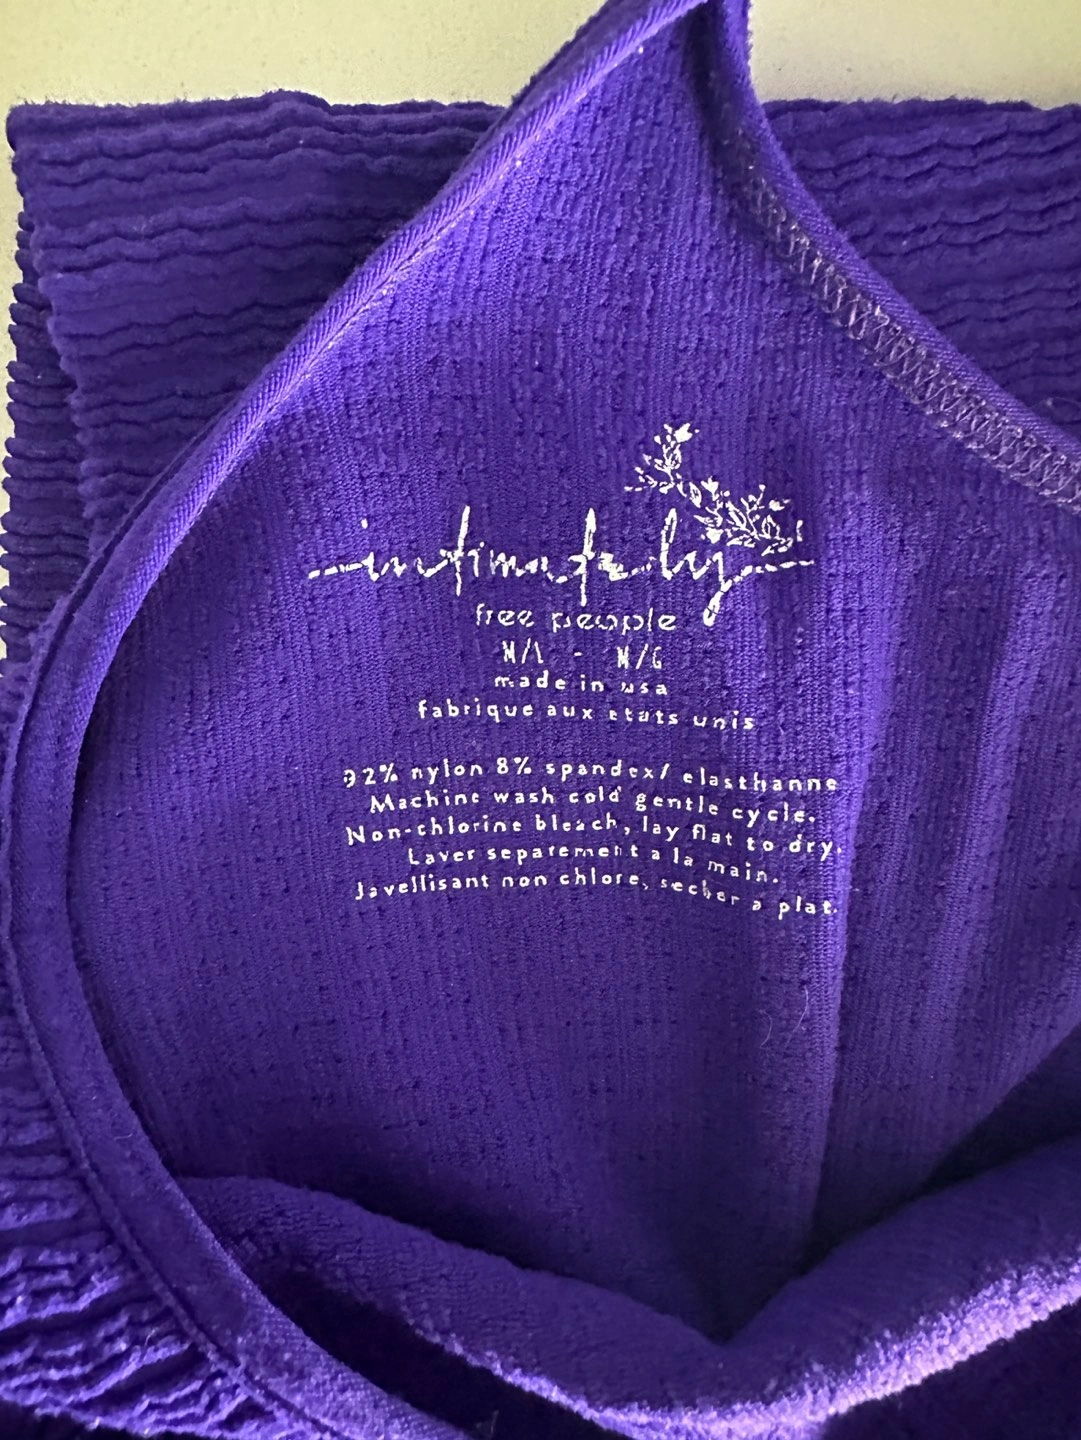 intimately
free people
M/L - M/G
made in usa
fabrique aux etats unis
92% nylon 8% spandex/ elasthanne
Machine wash cold gentle cycle.
Non-chlorine bleach, lay flat to dry.
Laver separement a la main.
Javellisant non chlore, secher a plat.